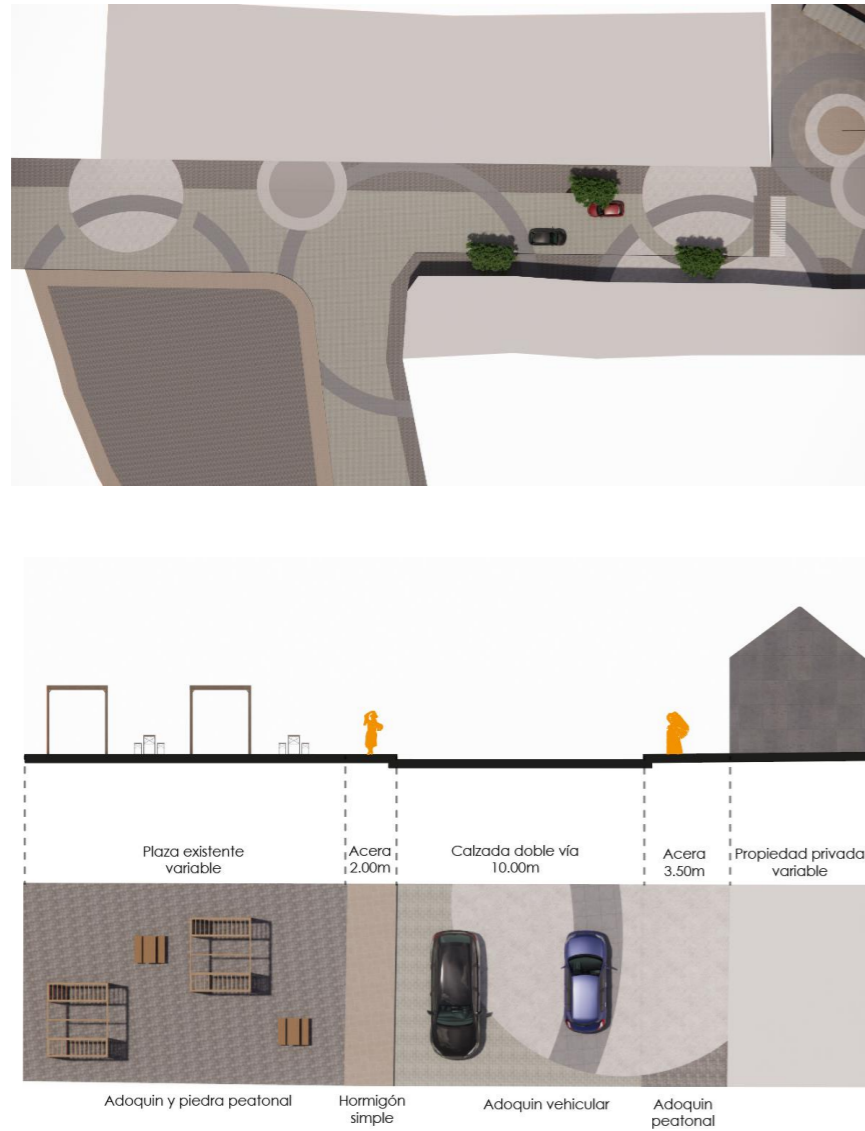 Plaza existente
variable
Acera
2.00m
Calzada doble vía
10.00m
Acera
3.50m
Propiedad privada
variable
Adoquin y piedra peatonal
Hormigón
simple
Adoquin vehicular
Adoquin
peatonal